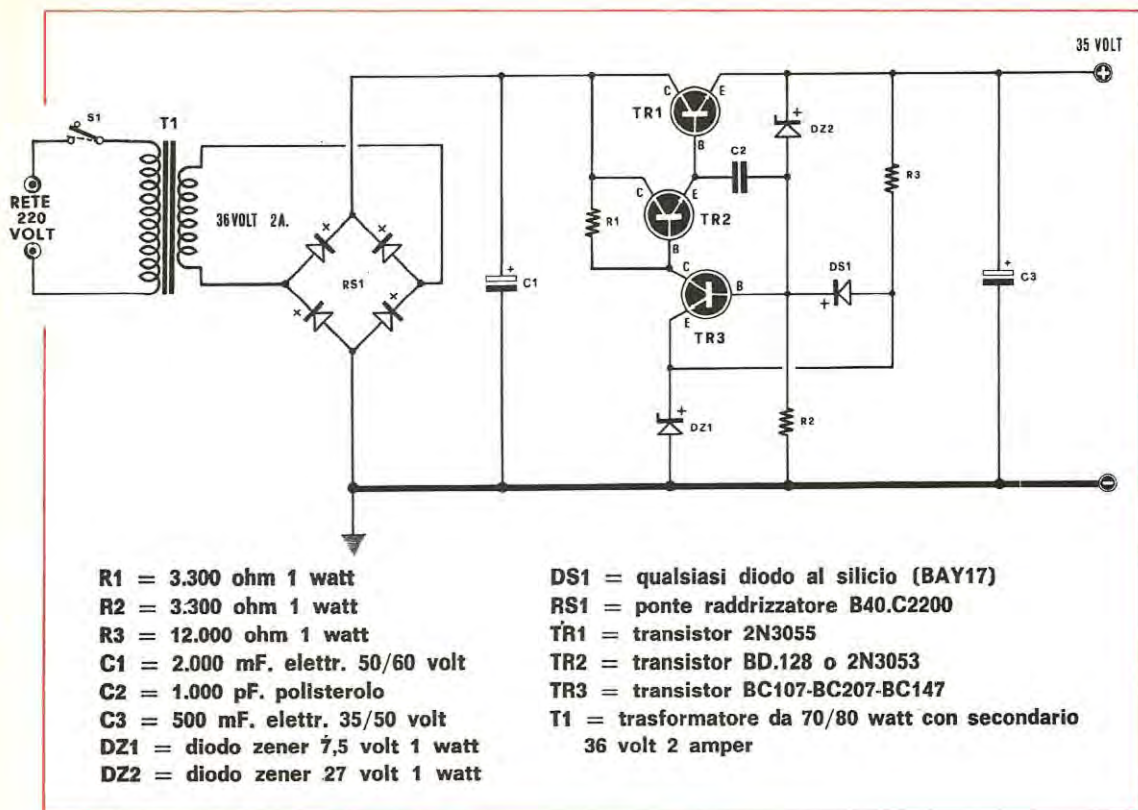 35 VOLT
S1
T1
RETE
220
VOLT
36 VOLT 2A.
x
x
x
x
RS1
+
C1
C
E
TR1
B
C2
+
DZ2
R3
C
E
TR2
B
R1
C
B
E
TR3
DS1
+
+
C3
+
DZ1
R2
R1 = 3.300 ohm 1 watt
R2 = 3.300 ohm 1 watt
R3 = 12.000 ohm 1 watt
C1 = 2.000 mF. elettr. 50/60 volt
C2 = 1.000 pF. polisterolo
C3 = 500 mF. elettr. 35/50 volt
DZ1 = diodo zener 7,5 volt 1 watt
DZ2 = diodo zener 27 volt 1 watt
DS1 = qualsiasi diodo al silicio (BAY17)
RS1 = ponte raddrizzatore B40.C2200
TR1 = transistor 2N3055
TR2 = transistor BD.128 o 2N3053
TR3 = transistor BC107-BC207-BC147
T1 = trasformatore da 70/80 watt con secondario
36 volt 2 amper